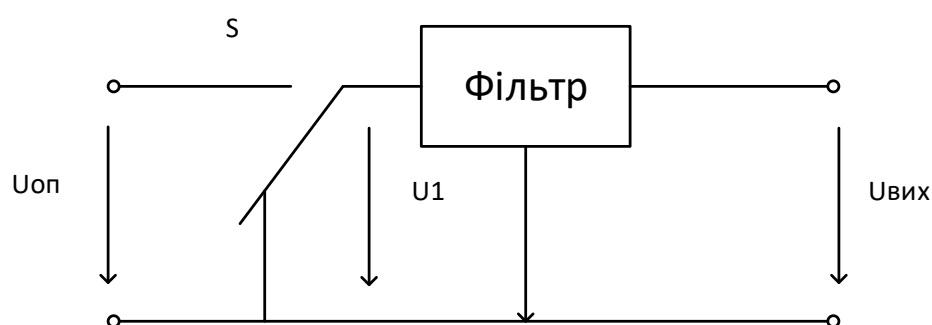 S
Фільтр
Uоп
U1
Uвих